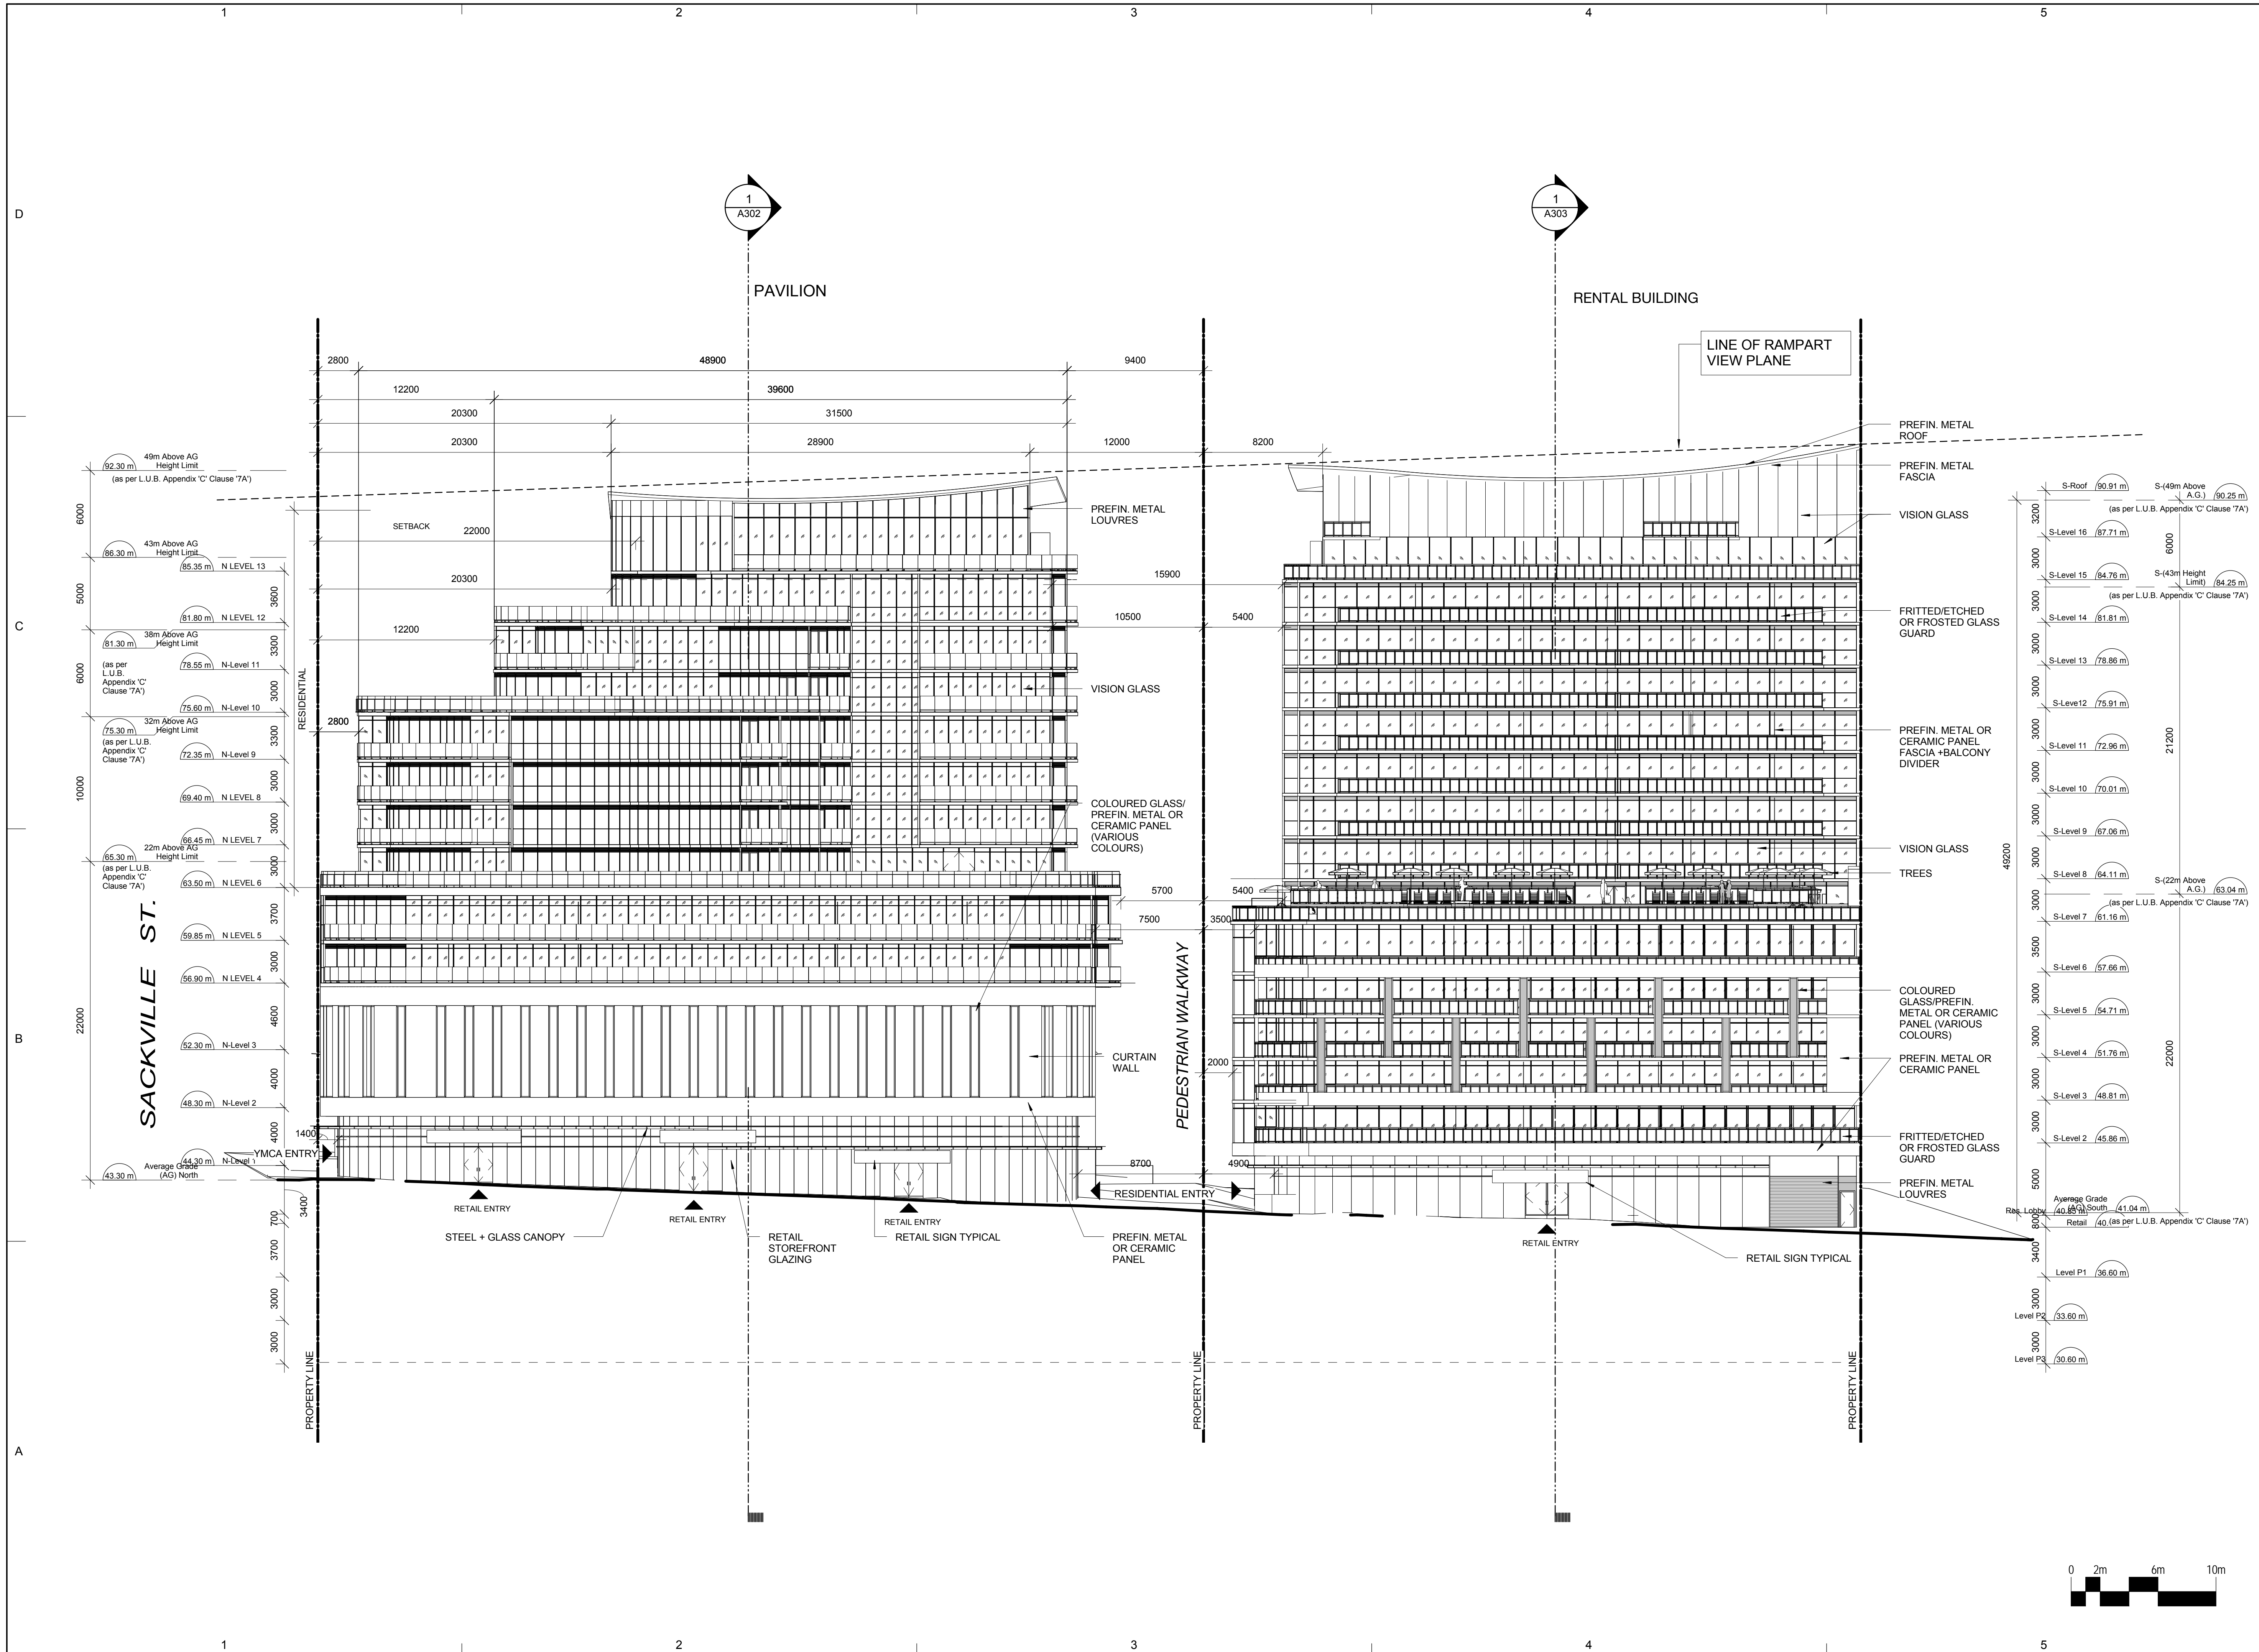 1
2
3
4
5
D
C
B
A
1
A302
1
A303
PAVILION
RENTAL BUILDING
LINE OF RAMPART
VIEW PLANE
2800
48900
9400
12200
39600
20300
31500
20300
28900
12000
8200
SETBACK
22000
20300
12200
2800
15900
10500
5400
5700
5400
7500
3500
2000
8700
4900
1400
49m Above AG
Height Limit
92.30 m
(as per L.U.B. Appendix 'C' Clause '7A')
6000
43m Above AG
Height Limit
86.30 m
85.35 m N LEVEL 13
5000
3600
81.80 m N LEVEL 12
38m Above AG
Height Limit
81.30 m
3300
(as per
L.U.B.
Appendix 'C'
Clause '7A')
78.55 m N-Level 11
6000
3000
75.60 m N-Level 10
32m Above AG
Height Limit
75.30 m
(as per L.U.B.
Appendix 'C'
Clause '7A')
3300
72.35 m N-Level 9
10000
3000
69.40 m N LEVEL 8
3000
66.45 m N LEVEL 7
22m Above AG
Height Limit
65.30 m
(as per L.U.B.
Appendix 'C'
Clause '7A')
3000
63.50 m N LEVEL 6
3700
59.85 m N LEVEL 5
3000
56.90 m N LEVEL 4
22000
4600
52.30 m N-Level 3
4000
48.30 m N-Level 2
4000
44.30 m N-Level 1
Average Grade
(AG) North
43.30 m
3400
700
3700
3000
3000
RESIDENTIAL
SACKVILLE ST.
YMCA ENTRY
RETAIL ENTRY
RETAIL ENTRY
RETAIL ENTRY
RESIDENTIAL ENTRY
RETAIL ENTRY
STEEL + GLASS CANOPY
RETAIL
STOREFRONT
GLAZING
RETAIL SIGN TYPICAL
PREFIN. METAL
OR CERAMIC
PANEL
RETAIL SIGN TYPICAL
PREFIN. METAL
LOUVRES
VISION GLASS
COLOURED GLASS/
PREFIN. METAL OR
CERAMIC PANEL
(VARIOUS
COLOURS)
CURTAIN
WALL
PEDESTRIAN WALKWAY
PROPERTY LINE
PROPERTY LINE
PROPERTY LINE
PREFIN. METAL
ROOF
PREFIN. METAL
FASCIA
VISION GLASS
FRITTED/ETCHED
OR FROSTED GLASS
GUARD
PREFIN. METAL OR
CERAMIC PANEL
FASCIA +BALCONY
DIVIDER
VISION GLASS
TREES
COLOURED
GLASS/PREFIN.
METAL OR CERAMIC
PANEL (VARIOUS
COLOURS)
PREFIN. METAL OR
CERAMIC PANEL
FRITTED/ETCHED
OR FROSTED GLASS
GUARD
PREFIN. METAL
LOUVRES
S-Roof 90.91 m
S-(49m Above
A.G.) 90.25 m
(as per L.U.B. Appendix 'C' Clause '7A')
3200
S-Level 16 87.71 m
6000
3000
S-Level 15 84.76 m
S-(43m Height
Limit) 84.25 m
(as per L.U.B. Appendix 'C' Clause '7A')
3000
S-Level 14 81.81 m
3000
S-Level 13 78.86 m
3000
S-Leve12 75.91 m
3000
S-Level 11 72.96 m
21200
3000
S-Level 10 70.01 m
3000
S-Level 9 67.06 m
49200
3000
S-Level 8 64.11 m
S-(22m Above
A.G.) 63.04 m
(as per L.U.B. Appendix 'C' Clause '7A')
3000
S-Level 7 61.16 m
3500
S-Level 6 57.66 m
3000
S-Level 5 54.71 m
3000
S-Level 4 51.76 m
22000
3000
S-Level 3 48.81 m
3000
S-Level 2 45.86 m
5000
Average Grade
(AG) South 41.04 m
Res. Lobby 40.85 m
(as per L.U.B. Appendix 'C' Clause '7A')
Retail 40.
800
3400
Level P1 36.60 m
3000
Level P2 33.60 m
3000
Level P3 30.60 m
0 2m 6m 10m
1
2
3
4
5